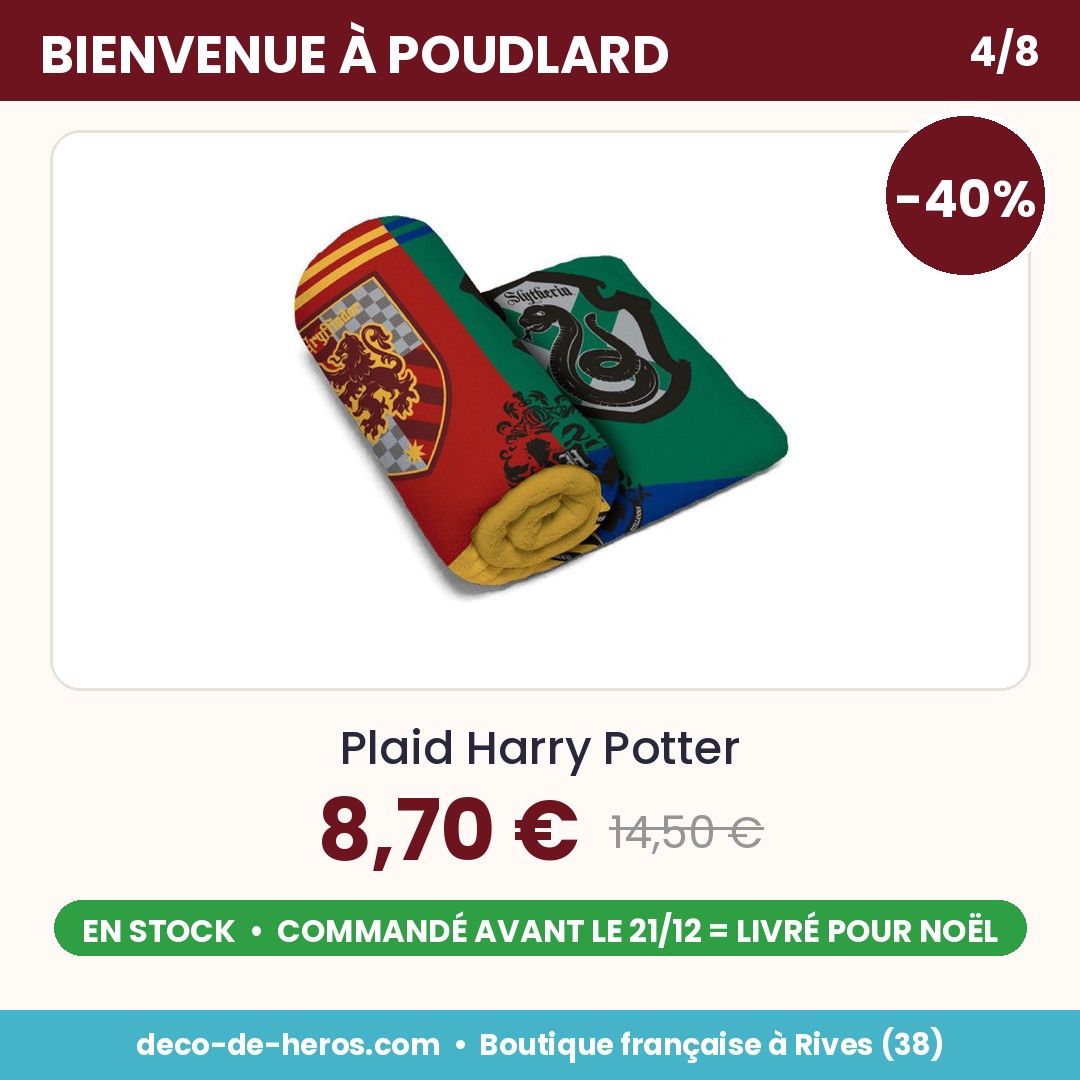 BIENVENUE À POUDLARD
4/8
-40%
Slytherin
Gryffindor
H
Plaid Harry Potter
8,70 € 14,50 €
EN STOCK • COMMANDÉ AVANT LE 21/12 = LIVRÉ POUR NOËL
deco-de-heros.com • Boutique française à Rives (38)